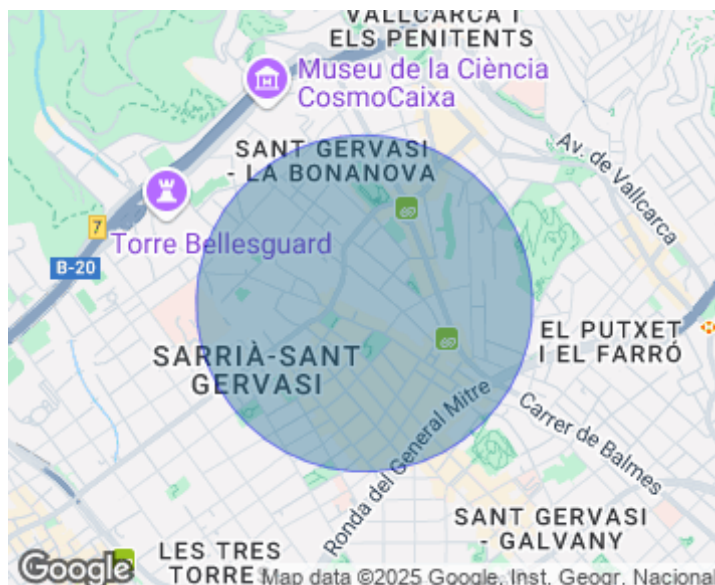 VALLCARCA I
ELS PENITENTS
Museu de la Ciència
CosmoCaixa
SANT GERVASI
- LA BONANOVA
Av. de Vallcarca
7
Torre Bellesguard
B-20
EL PUTXET
I EL FARRÓ
SARRIÀ-SANT
GERVASI
Ronda del General Mitre
Carrer de Balmes
SANT GERVASI
- GALVANY
LES TRES
TORRES
Google
Map data ©2025 Google, Inst. Geogr. Nacional